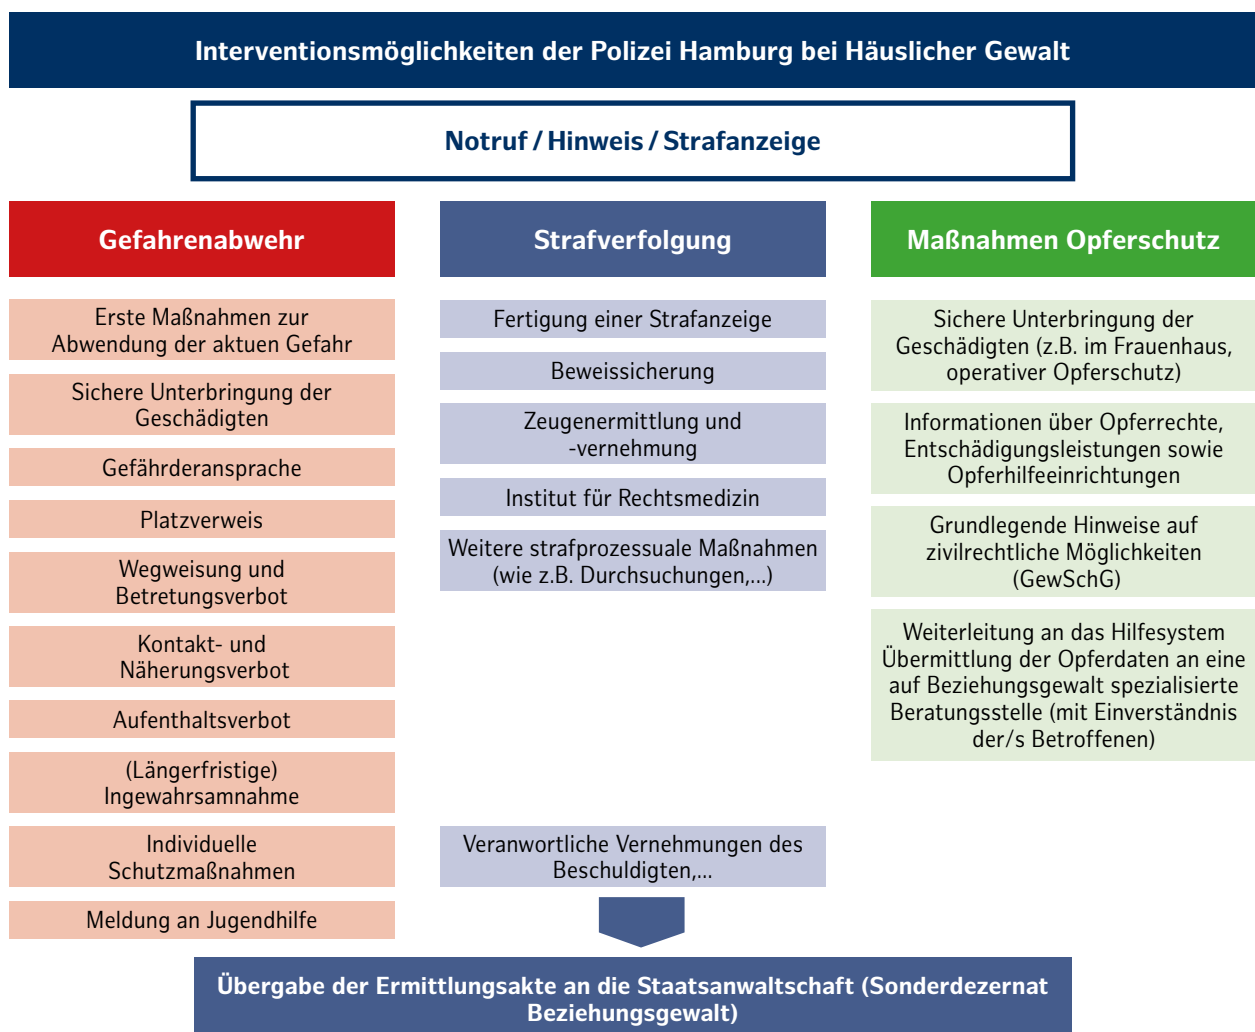 Interventionsmöglichkeiten der Polizei Hamburg bei Häuslicher Gewalt
Notruf / Hinweis / Strafanzeige
Gefahrenabwehr
Erste Maßnahmen zur
Abwendung der aktuen Gefahr
Sichere Unterbringung der
Geschädigten
Gefährderansprache
Platzverweis
Wegweisung und
Betretungsverbot
Kontakt- und
Näherungsverbot
Aufenthaltsverbot
(Längerfristige)
Ingewahrsamnahme
Individuelle
Schutzmaßnahmen
Meldung an Jugendhilfe
Strafverfolgung
Fertigung einer Strafanzeige
Beweissicherung
Zeugenermittlung und
-vernehmung
Institut für Rechtsmedizin
Weitere strafprozessuale Maßnahmen
(wie z.B. Durchsuchungen,...)
Veranwortliche Vernehmungen des
Beschuldigten,...
Maßnahmen Opferschutz
Sichere Unterbringung der
Geschädigten (z.B. im Frauenhaus,
operativer Opferschutz)
Informationen über Opferrechte,
Entschädigungsleistungen sowie
Opferhilfeeinrichtungen
Grundlegende Hinweise auf
zivilrechtliche Möglichkeiten
(GewSchG)
Weiterleitung an das Hilfesystem
Übermittlung der Opferdaten an eine
auf Beziehungsgewalt spezialisierte
Beratungsstelle (mit Einverständnis
der/s Betroffenen)
Übergabe der Ermittlungsakte an die Staatsanwaltschaft (Sonderdezernat
Beziehungsgewalt)